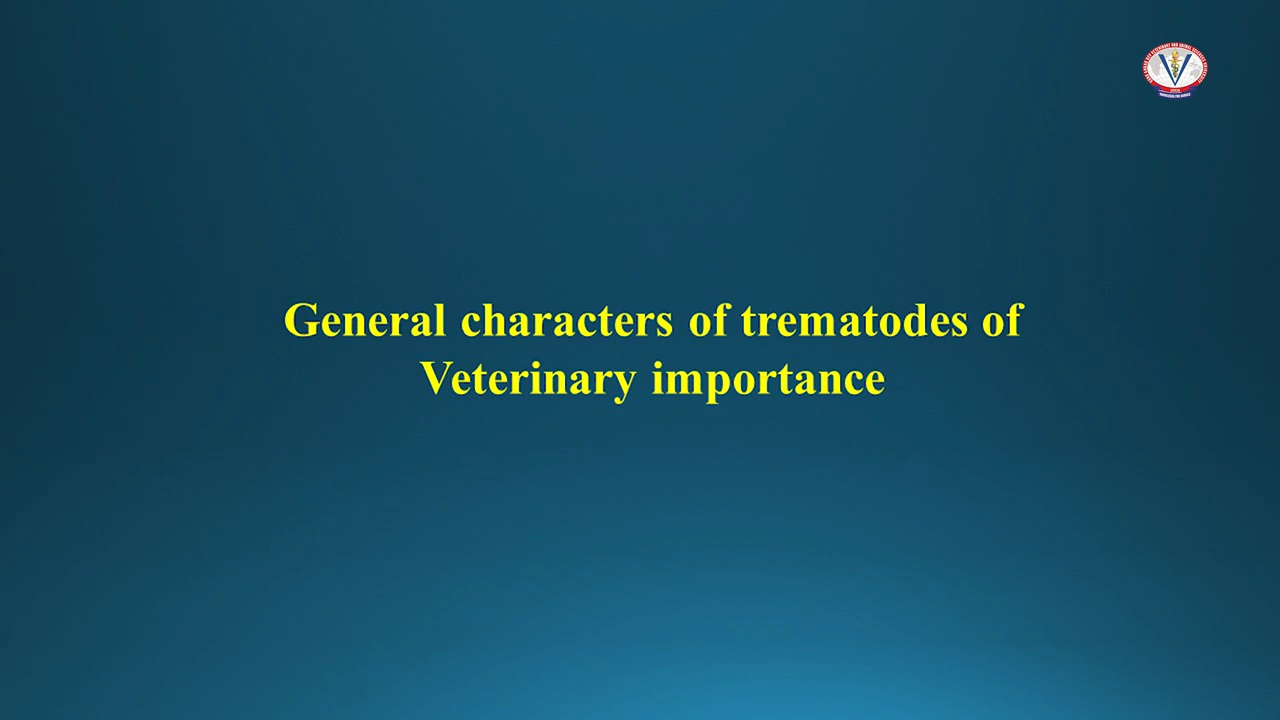 General characters of trematodes of
Veterinary importance